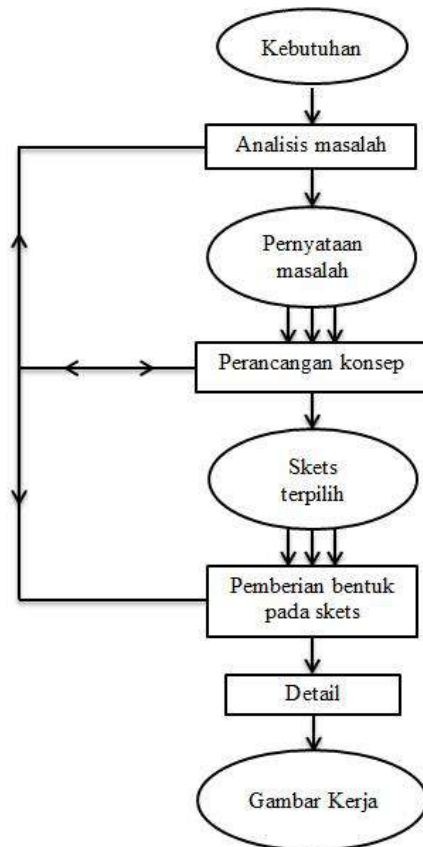 Kebutuhan
Analisis masalah
Pernyataan
masalah
Perancangan konsep
Skets
terpilih
Pemberian bentuk
pada skets
Detail
Gambar Kerja